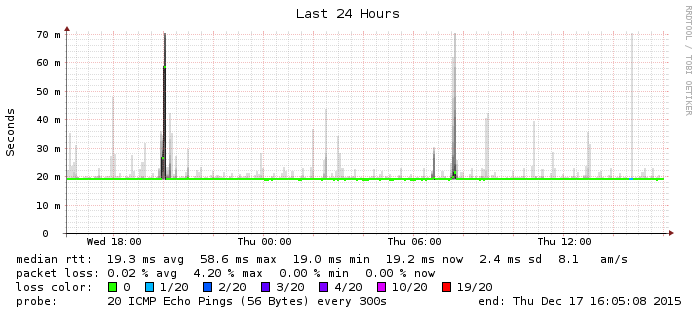 Last 24 Hours
RRDTOOL / TOBI OETIKER
Seconds
70 m
60 m
50 m
40 m
30 m
20 m
10 m
0
Wed 18:00 Thu 00:00 Thu 06:00 Thu 12:00
median rtt: 19.3 ms avg 58.6 ms max 19.0 ms min 19.2 ms now 2.4 ms sd 8.1 am/s
packet loss: 0.02 % avg 4.20 % max 0.00 % min 0.00 % now
loss color: 0 1/20 2/20 3/20 4/20 10/20 19/20
probe: 20 ICMP Echo Pings (56 Bytes) every 300s end: Thu Dec 17 16:05:08 2015